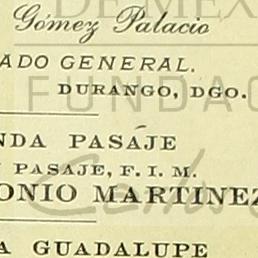 Gómez Palacio
ADO GENERAL.
DURANGO, DGO.
NDA PASAJE
PASAJE, F. I. M.
ONIO MARTINEZ
A GUADALUPE